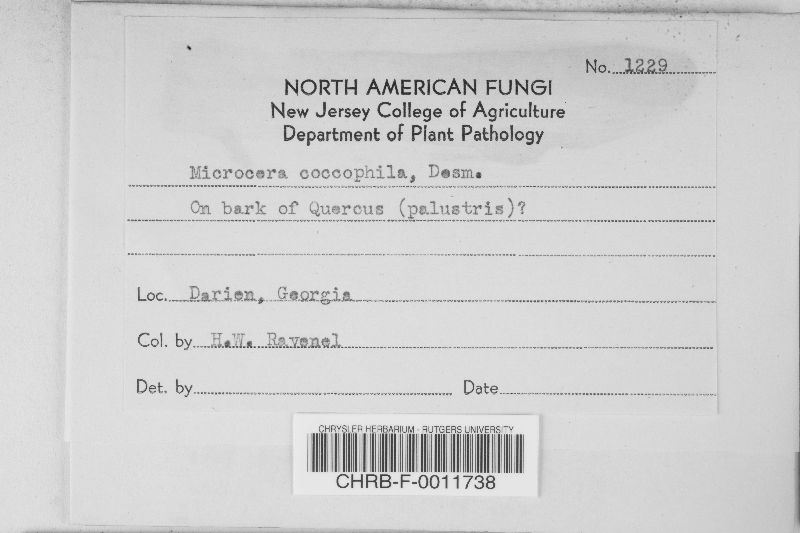 No. 1229
NORTH AMERICAN FUNGI
New Jersey College of Agriculture
Department of Plant Pathology
Microcera coccophila, Desm.
On bark of Quercus (palustris)?
Loc. Darien, Georgia
Col. by H.W. Ravenel
Det. by Date
CHRYSLER HERBARIUM - RUTGERS UNIVERSITY
CHRB-F-0011738